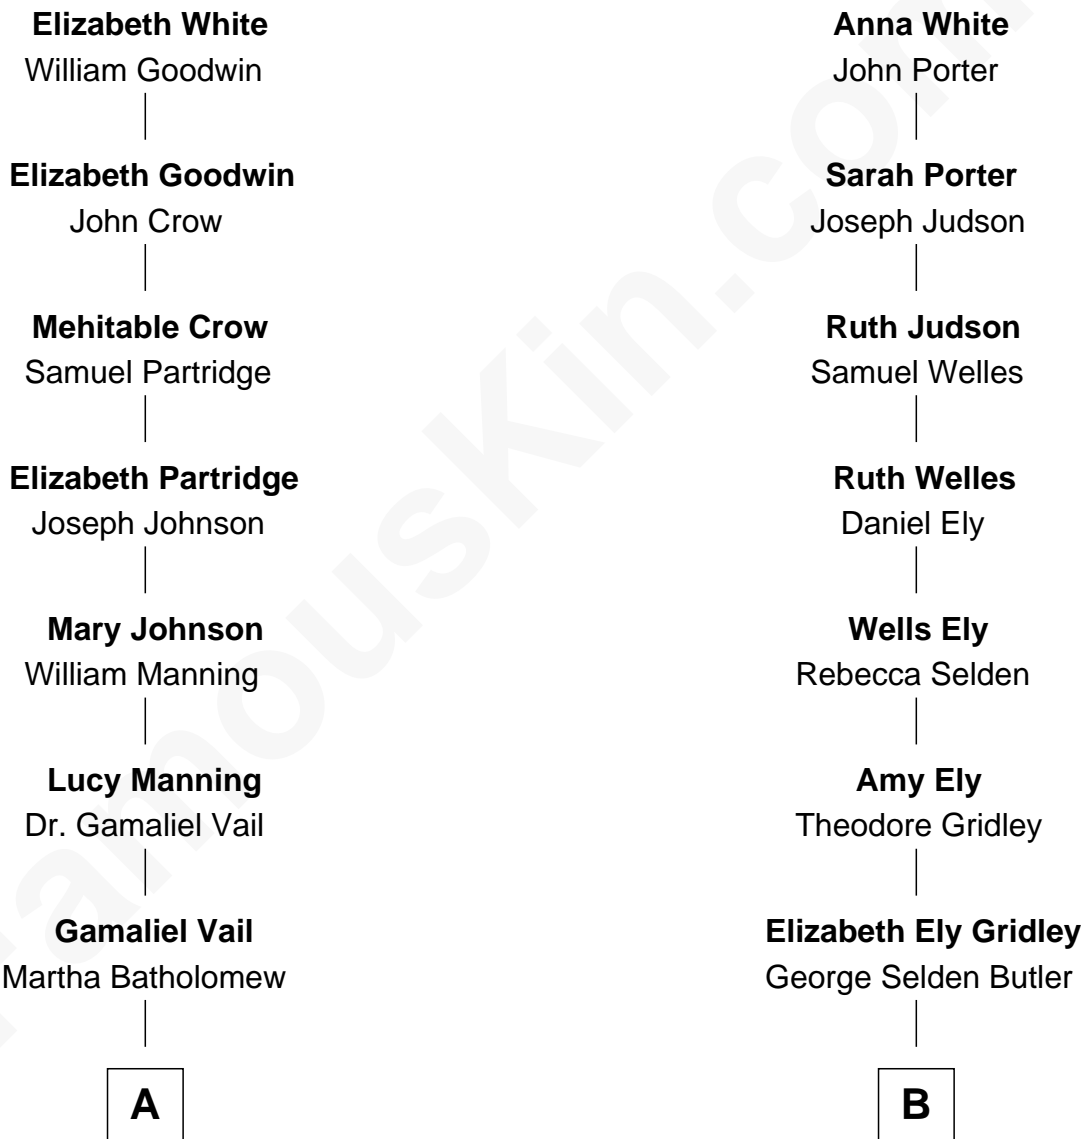 Elizabeth White
William Goodwin
Elizabeth Goodwin
John Crow
Mehitable Crow
Samuel Partridge
Elizabeth Partridge
Joseph Johnson
Mary Johnson
William Manning
Lucy Manning
Dr. Gamaliel Vail
Gamaliel Vail
Martha Batholomew
A
Anna White
John Porter
Sarah Porter
Joseph Judson
Ruth Judson
Samuel Welles
Ruth Welles
Daniel Ely
Wells Ely
Rebecca Selden
Amy Ely
Theodore Gridley
Elizabeth Ely Gridley
George Selden Butler
B
FamousKin.com